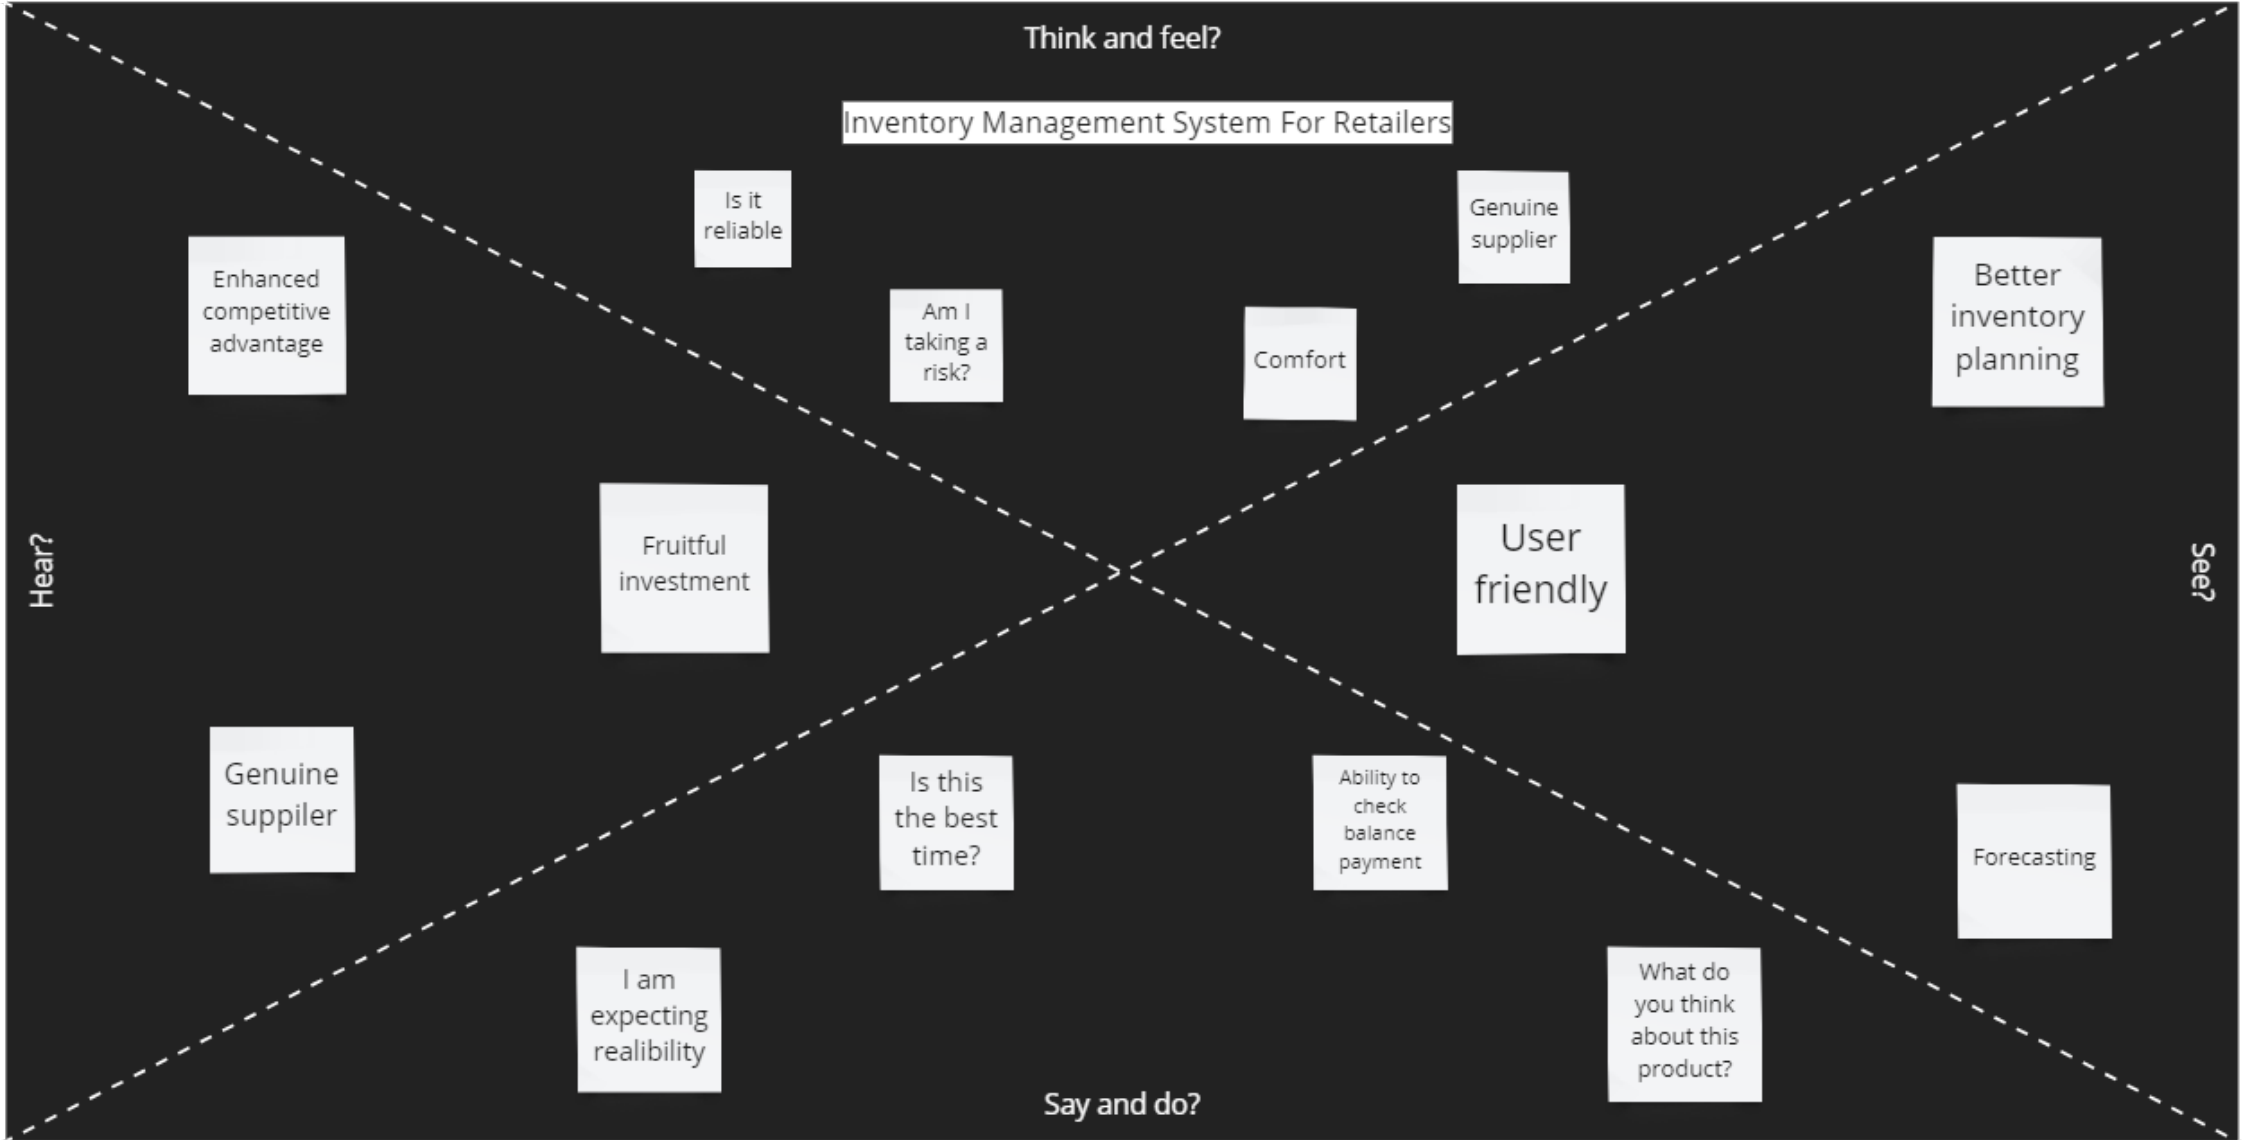 Think and feel?
Inventory Management System For Retailers
Is it
reliable
Genuine
supplier
Enhanced
competitive
advantage
Better
inventory
planning
Am I
taking a
risk?
Comfort
Fruitful
investment
User
friendly
Hear?
See?
Genuine
suppiler
Is this
the best
time?
Ability to
check
balance
payment
Forecasting
I am
expecting
realibility
What do
you think
about this
product?
Say and do?